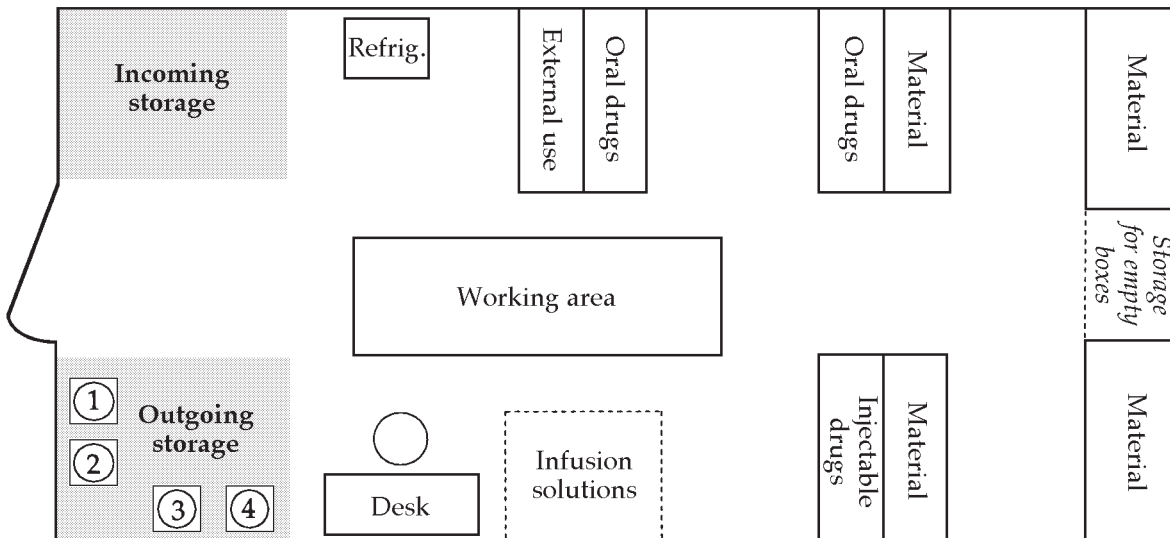 Incoming
storage
Refrig.
External use
Oral drugs
Oral drugs
Material
Material
Storage
for empty
boxes
Working area
1
2
3
4
Outgoing
storage
Desk
Infusion
solutions
Injectable
drugs
Material
Material